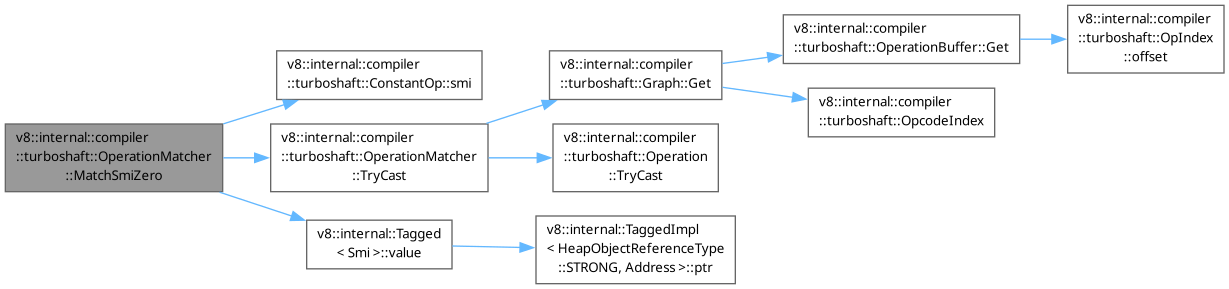 v8::internal::compiler
::turboshaft::OperationMatcher
::MatchSmiZero
v8::internal::compiler
::turboshaft::ConstantOp::smi
v8::internal::compiler
::turboshaft::OperationMatcher
::TryCast
v8::internal::Tagged
< Smi >::value
v8::internal::compiler
::turboshaft::Graph::Get
v8::internal::compiler
::turboshaft::Operation
::TryCast
v8::internal::TaggedImpl
< HeapObjectReferenceType
::STRONG, Address >::ptr
v8::internal::compiler
::turboshaft::OperationBuffer::Get
v8::internal::compiler
::turboshaft::OpcodeIndex
v8::internal::compiler
::turboshaft::OpIndex
::offset